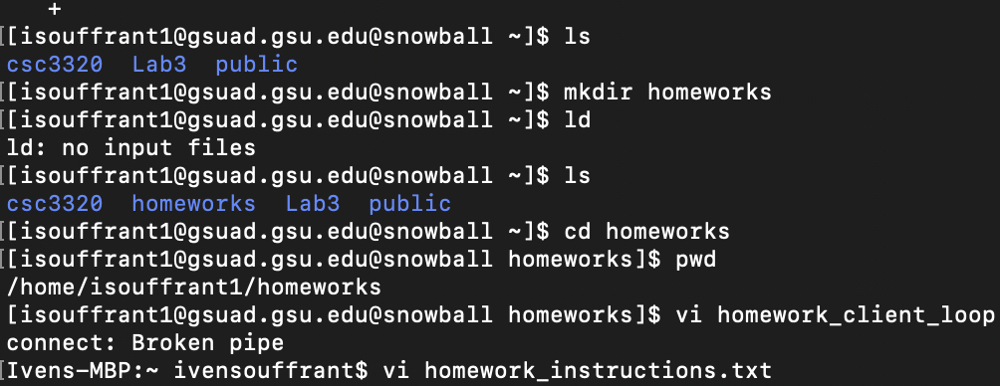 +
[[isouffrant1@gsuad.gsu.edu@snowball ~]$ ls
csc3320  Lab3  public
[[isouffrant1@gsuad.gsu.edu@snowball ~]$ mkdir homeworks
[[isouffrant1@gsuad.gsu.edu@snowball ~]$ ld
ld: no input files
[[isouffrant1@gsuad.gsu.edu@snowball ~]$ ls
csc3320  homeworks  Lab3  public
[[isouffrant1@gsuad.gsu.edu@snowball ~]$ cd homeworks
[[isouffrant1@gsuad.gsu.edu@snowball homeworks]$ pwd
/home/isouffrant1/homeworks
[isouffrant1@gsuad.gsu.edu@snowball homeworks]$ vi homework_client_loop
connect: Broken pipe
[Ivens-MBP:~ ivensouffrant$ vi homework_instructions.txt